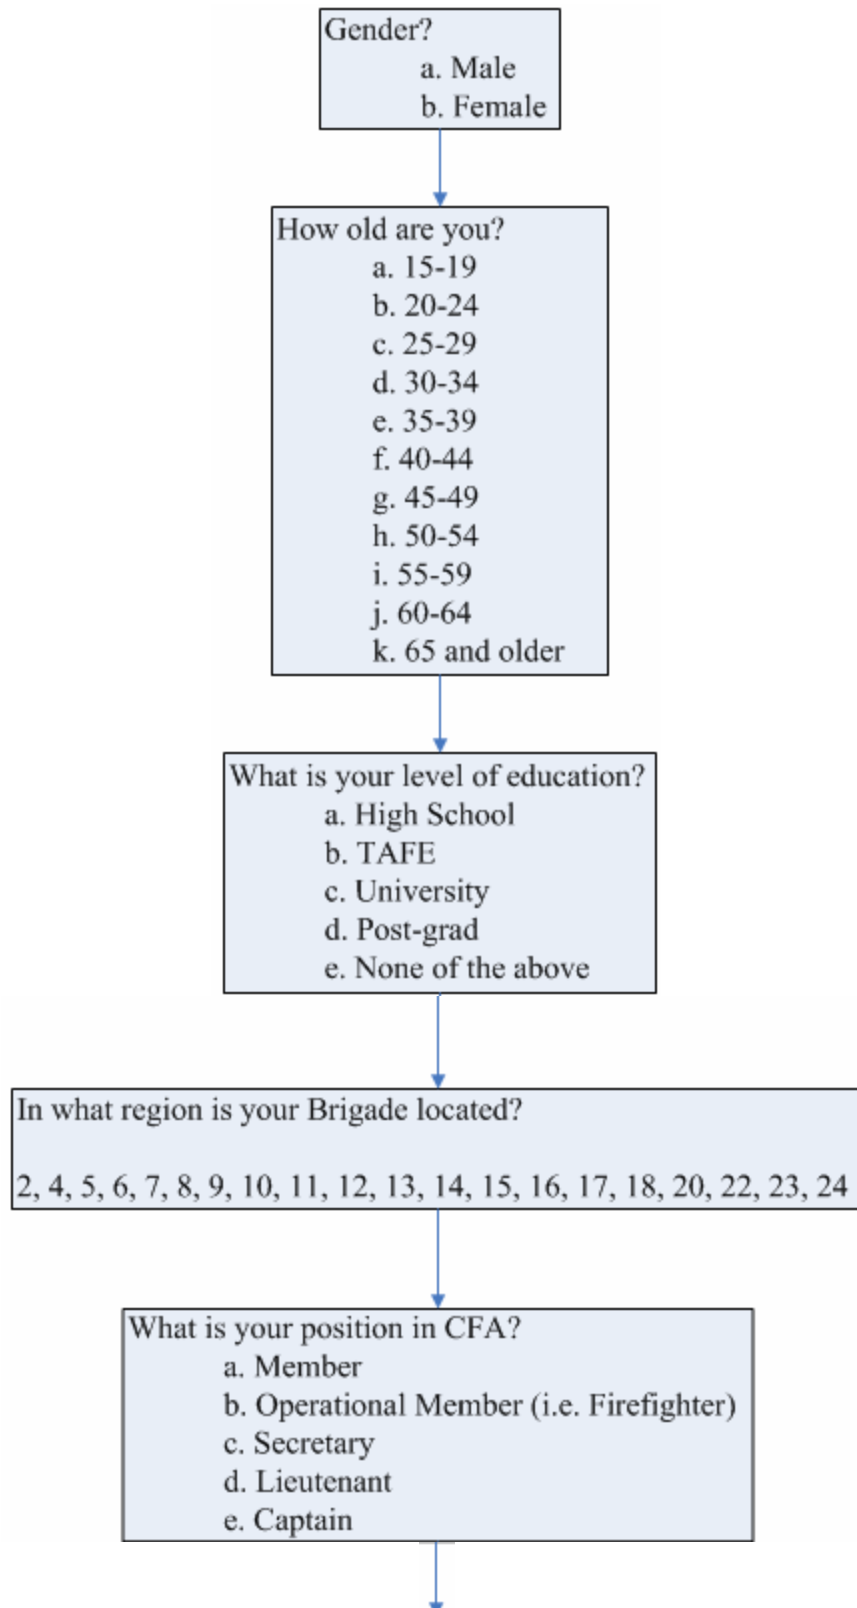 Gender?
a. Male
b. Female
How old are you?
a. 15-19
b. 20-24
c. 25-29
d. 30-34
e. 35-39
f. 40-44
g. 45-49
h. 50-54
i. 55-59
j. 60-64
k. 65 and older
What is your level of education?
a. High School
b. TAFE
c. University
d. Post-grad
e. None of the above
In what region is your Brigade located?
2, 4, 5, 6, 7, 8, 9, 10, 11, 12, 13, 14, 15, 16, 17, 18, 20, 22, 23, 24
What is your position in CFA?
a. Member
b. Operational Member (i.e. Firefighter)
c. Secretary
d. Lieutenant
e. Captain